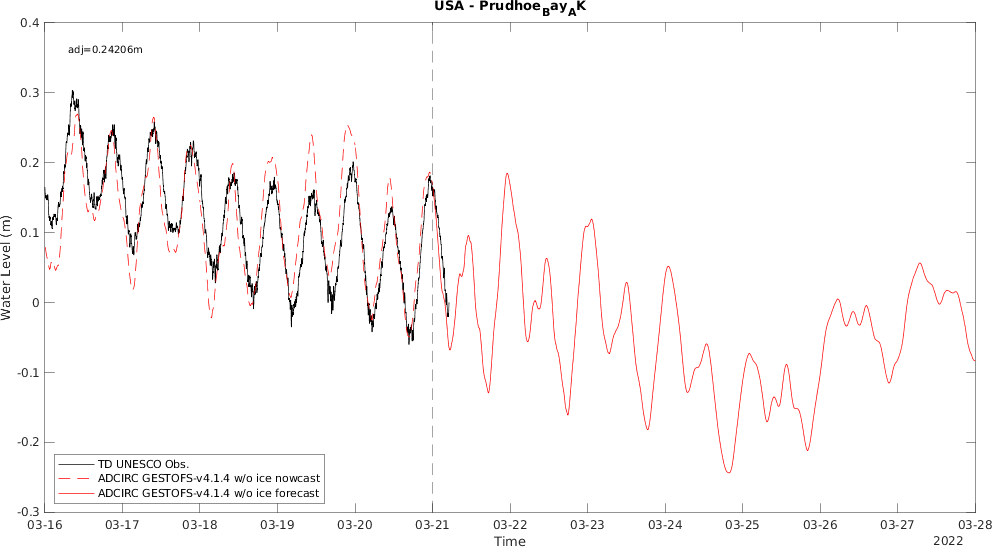 USA - Prudhoe_Bay_AK
adj=0.24206m
0.4
0.3
0.2
0.1
0
-0.1
-0.2
-0.3
Water Level (m)
TD UNESCO Obs.
ADCIRC GESTOFS-v4.1.4 w/o ice nowcast
ADCIRC GESTOFS-v4.1.4 w/o ice forecast
03-16 03-17 03-18 03-19 03-20 03-21 03-22 03-23 03-24 03-25 03-26 03-27 03-28
Time
2022